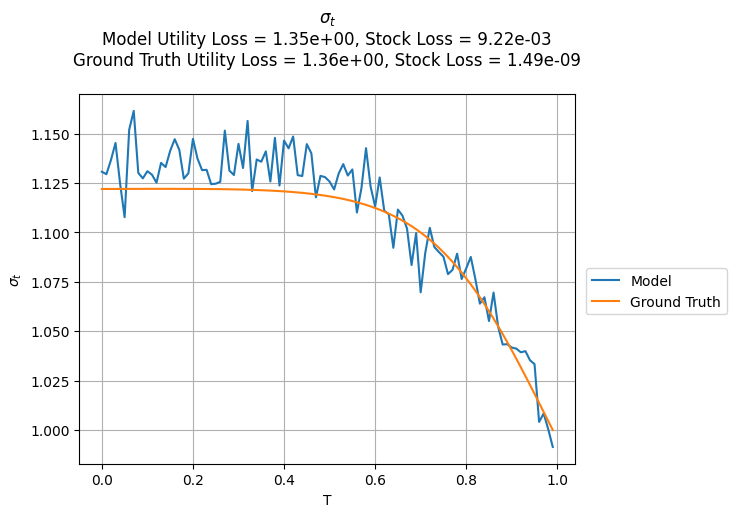 σt
Model Utility Loss = 1.35e+00, Stock Loss = 9.22e-03
Ground Truth Utility Loss = 1.36e+00, Stock Loss = 1.49e-09
1.150
1.125
1.100
1.075
1.050
1.025
1.000
σt
0.0 0.2 0.4 0.6 0.8 1.0
T
Model
Ground Truth